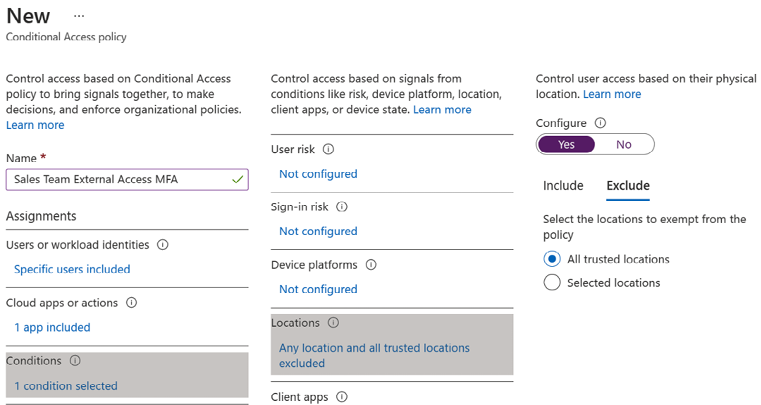 New ...
Conditional Access policy
Control access based on Conditional Access
policy to bring signals together, to make
decisions, and enforce organizational policies.
Learn more
Name *
Sales Team External Access MFA
Assignments
Users or workload identities
Specific users included
Cloud apps or actions
1 app included
Conditions
1 condition selected
Control access based on signals from
conditions like risk, device platform, location,
client apps, or device state. Learn more
User risk
Not configured
Sign-in risk
Not configured
Device platforms
Not configured
Locations
Any location and all trusted locations
excluded
Client apps
Control user access based on their physical
location. Learn more
Configure
Yes No
Include Exclude
Select the locations to exempt from the
policy
All trusted locations
Selected locations